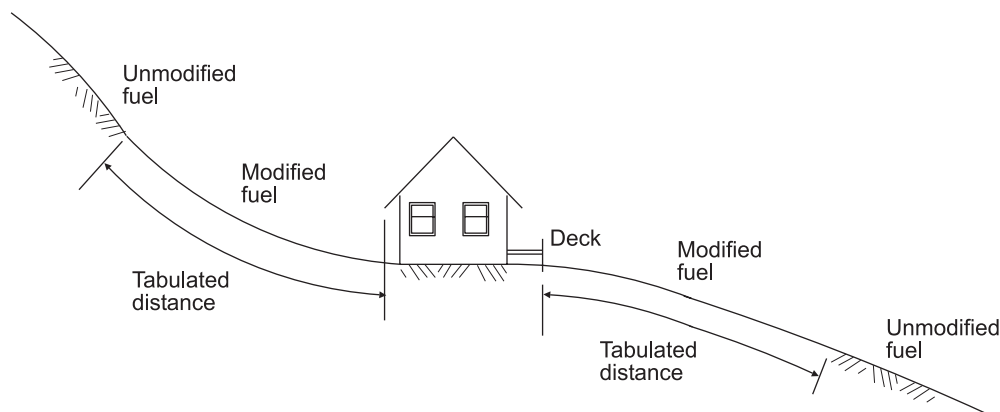 Unmodified
fuel
Modified
fuel
Tabulated
distance
Deck
Modified
fuel
Tabulated
distance
Unmodified
fuel